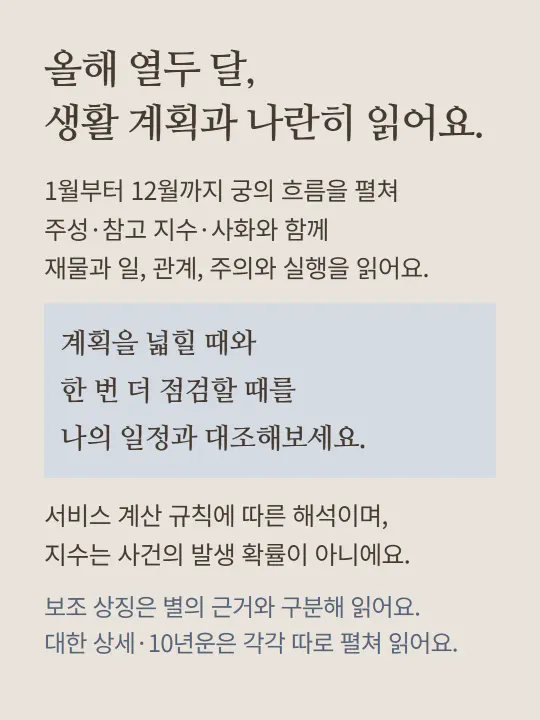 올해 열두 달,
생활 계획과 나란히 읽어요.
1월부터 12월까지 궁의 흐름을 펼쳐
주성·참고 지수·사화와 함께
재물과 일, 관계, 주의와 실행을 읽어요.
계획을 넓힐 때와
한 번 더 점검할 때를
나의 일정과 대조해보세요.
서비스 계산 규칙에 따른 해석이며,
지수는 사건의 발생 확률이 아니에요.
보조 상징은 별의 근거와 구분해 읽어요.
대한 상세·10년운은 각각 따로 펼쳐 읽어요.